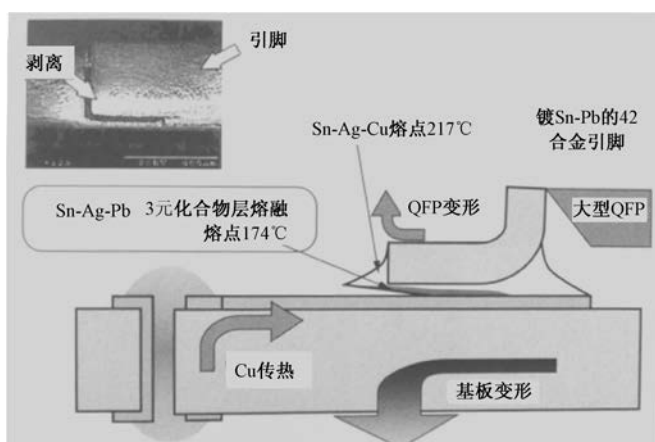 剥离
引脚
Sn-Ag-Cu熔点217℃
镀Sn-Pb的42
合金引脚
Sn-Ag-Pb 3元化合物层熔融
熔点174℃
QFP变形
大型QFP
Cu传热
基板变形